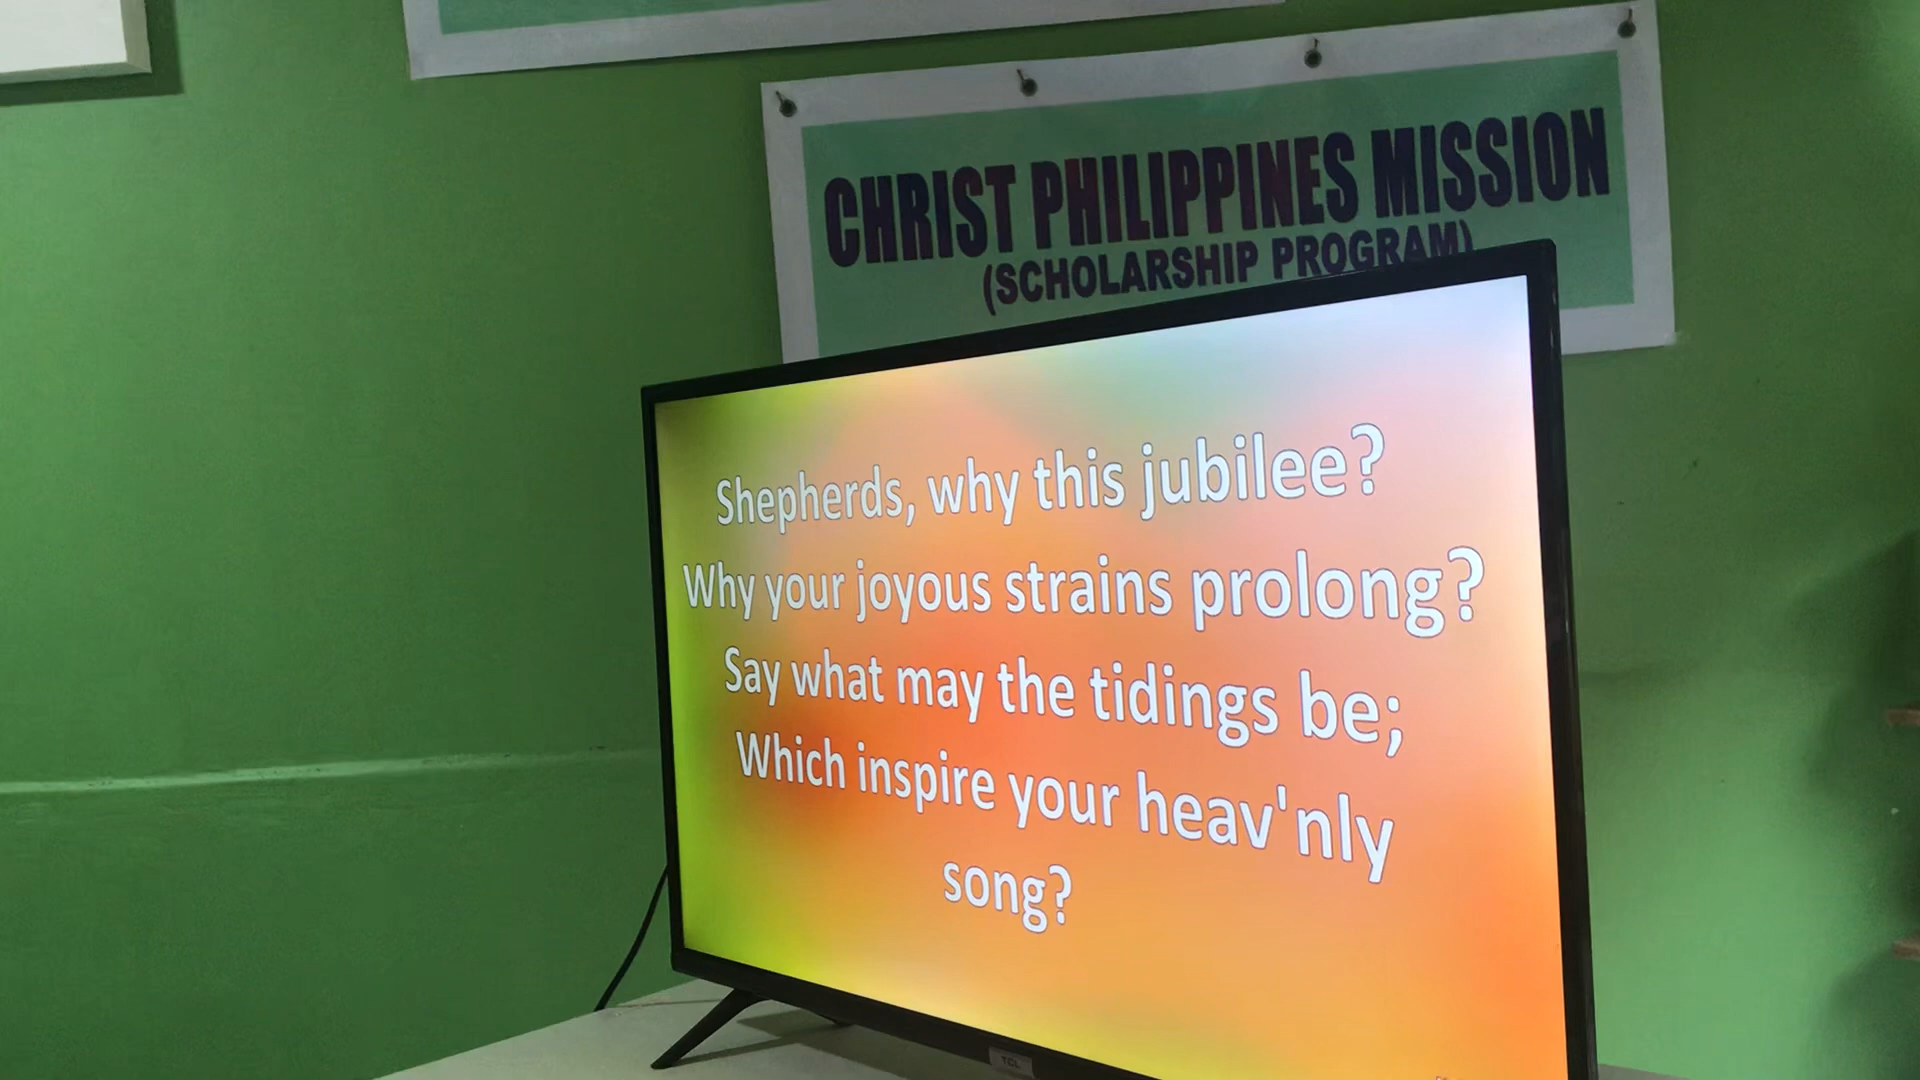 CHRIST PHILIPPINES MISSION
(SCHOLARSHIP PROGRAM)
Shepherds, why this jubilee?
Why your joyous strains prolong?
Say what may the tidings be;
Which inspire your heav'nly
song?
TCL